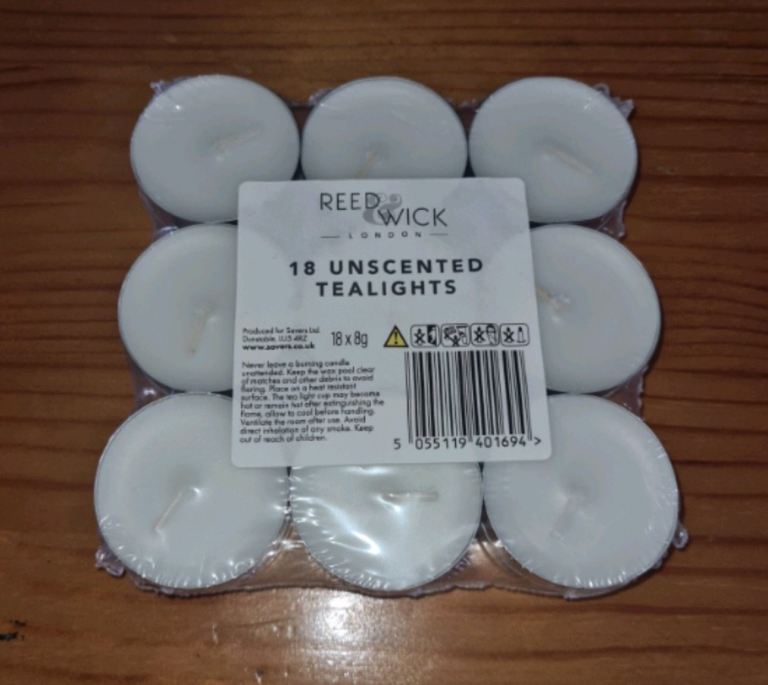 REED & WICK
LONDON
18 UNSCENTED
TEALIGHTS
Produced for Savers Ltd.
Dunstable, LU5 4RZ
www.savers.co.uk
18 x 8g
Never leave a burning candle
unattended. Keep the wax pool clear
of matches and other debris to avoid
flaring. Place on a heat resistant
surface. The tea light cup may become
hot or remain hot after extinguishing the
flame, allow to cool before handling.
Ventilate the room after use. Avoid
direct inhalation of any smoke. Keep
out of reach of children.
5 055119 401694 >